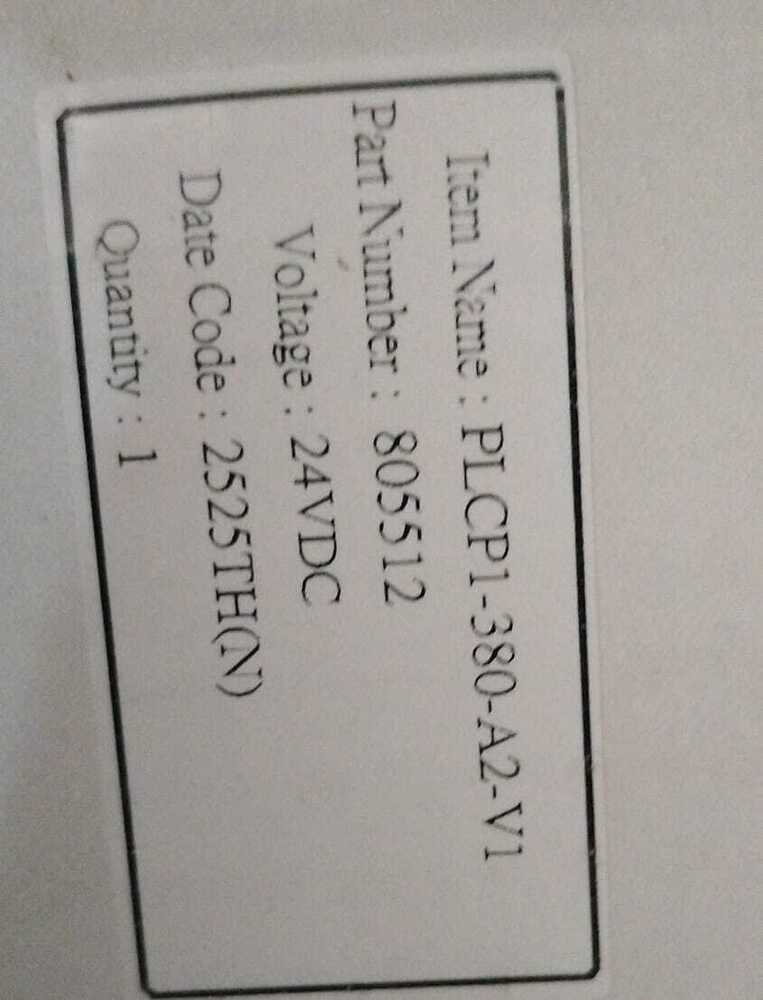 Item Name : PLCP1-380-A2-V1
Part Number : 805512
Voltage : 24VDC
Date Code : 2525TH(N)
Quantity : 1